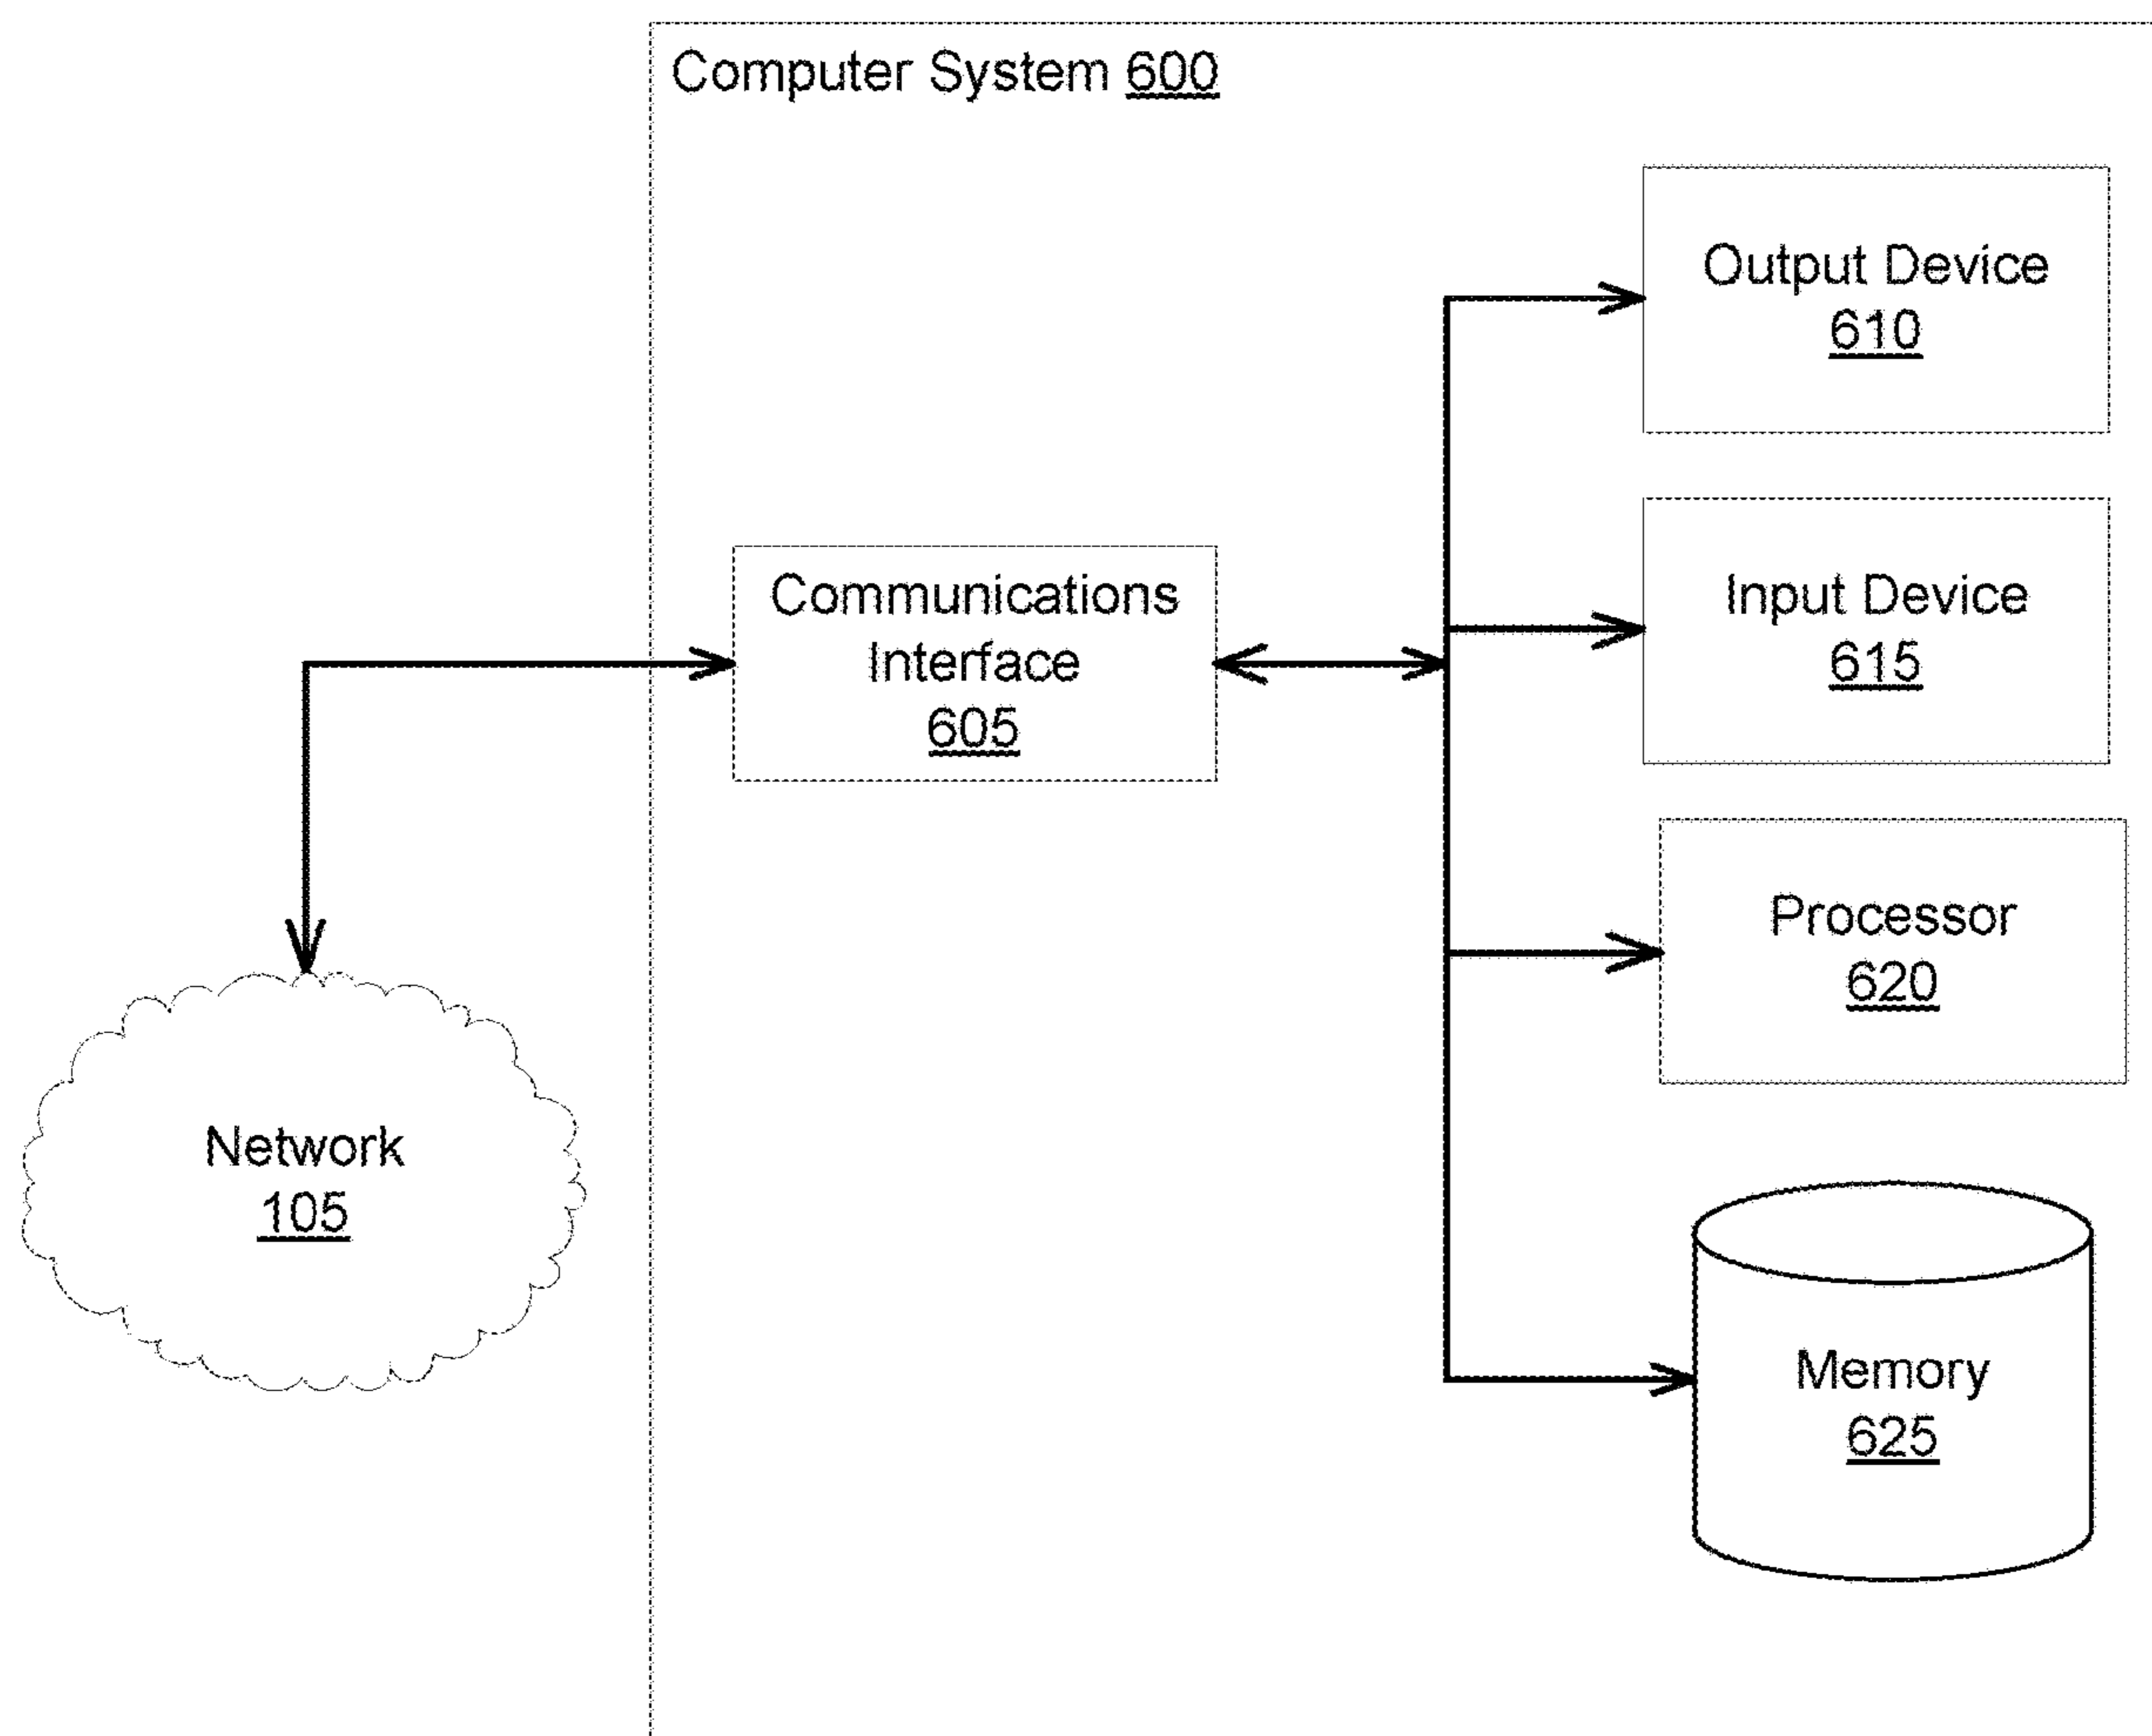 Computer System 600
Output Device
610
Communications
Interface
605
Input Device
615
Processor
620
Network
105
Memory
625